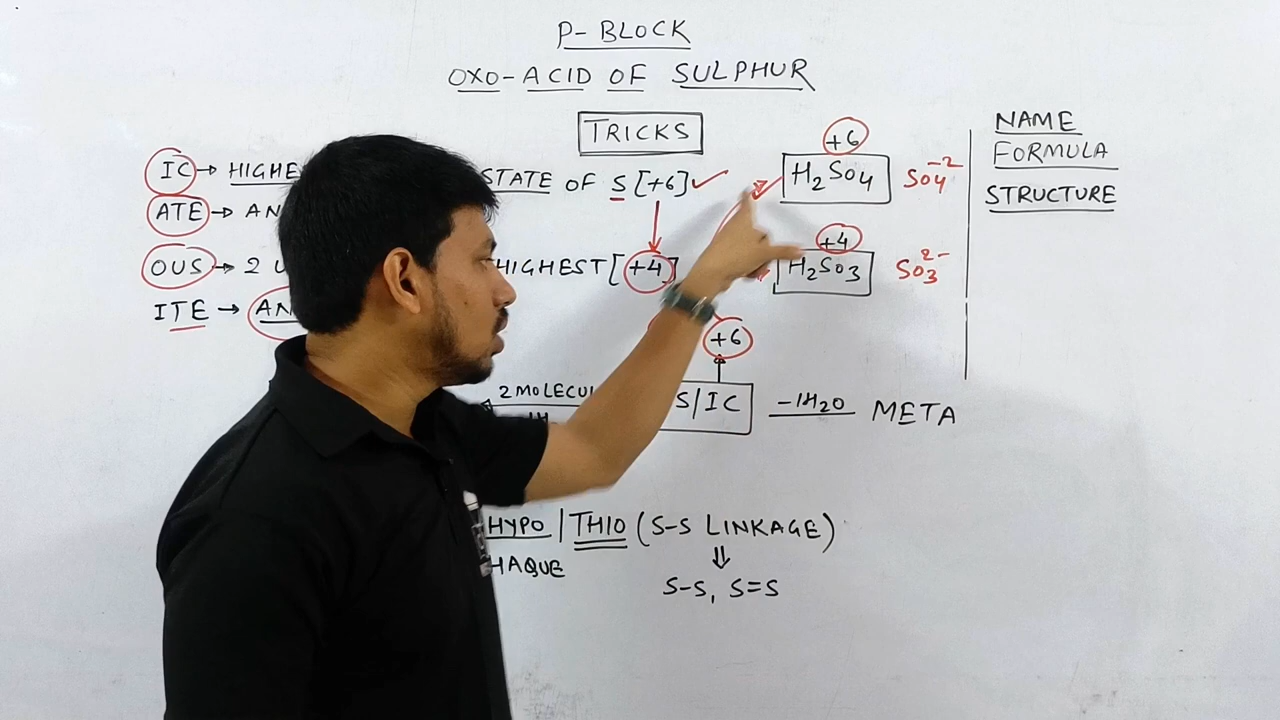 P-BLOCK
OXO-ACID OF SULPHUR
TRICKS
IC → HIGHE
STATE OF S [+6]
+6
H2SO4
SO4-2
ATE → AN
OUS → 2 
HIGHEST [+4]
+4
H2SO3
SO3 2-
ITE → AN
+6
2 MOLECU
S/IC
-1H2O
META
HYPO | THIO (S-S LINKAGE)
⇓
HAQUE
S-S, S=S
NAME
FORMULA
STRUCTURE